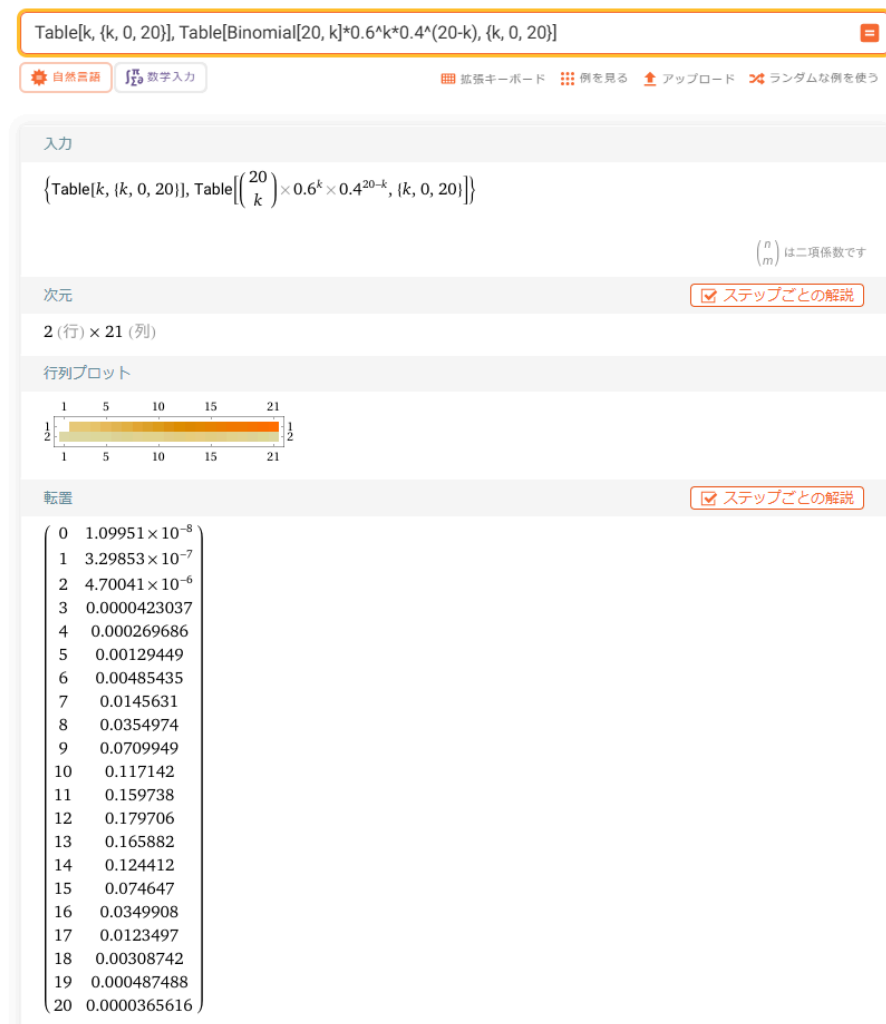 Table[k, {k, 0, 20}], Table[Binomial[20, k]*0.6^k*0.4^(20-k), {k, 0, 20}]
自然言語 数学入力 拡張キーボード 例を見る アップロード ランダムな例を使う
入力
{Table[k, {k, 0, 20}], Table[(20 k)×0.6^k×0.4^(20−k), {k, 0, 20}]}
(n m) は二項係数です
次元 ステップごとの解説
2 (行) × 21 (列)
行列プロット
1 5 10 15 21
1 1
2 2
1 5 10 15 21
転置 ステップごとの解説
0 1.09951×10⁻⁸
1 3.29853×10⁻⁷
2 4.70041×10⁻⁶
3 0.0000423037
4 0.000269686
5 0.00129449
6 0.00485435
7 0.0145631
8 0.0354974
9 0.0709949
10 0.117142
11 0.159738
12 0.179706
13 0.165882
14 0.124412
15 0.074647
16 0.0349908
17 0.0123497
18 0.00308742
19 0.000487488
20 0.0000365616